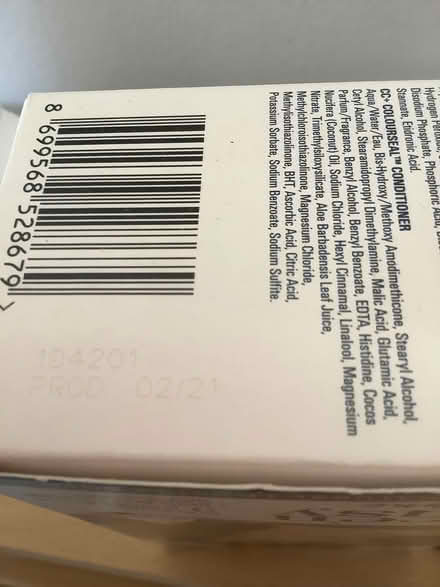 Hydrogen
Disodium Phosphate, Phosphoric Acid,
Stannate, Etidronic Acid.
CC+ COLOURSEAL™ CONDITIONER
Aqua/Water/Eau, Bis-Hydroxy/Methoxy Amodimethicone, Stearyl Alcohol,
Cetyl Alcohol, Stearamidopropyl Dimethylamine, Malic Acid, Glutamic Acid,
Parfum/Fragrance, Benzyl Alcohol, Benzyl Benzoate, EDTA, Histidine, Cocos
Nucifera (Coconut) Oil, Sodium Chloride, Hexyl Cinnamal, Linalool, Magnesium
Nitrate, Trimethylsiloxysilicate, Aloe Barbadensis Leaf Juice,
Methylchloroisothiazolinone, Magnesium Chloride,
Methylisothiazolinone, BHT, Ascorbic Acid, Citric Acid,
Potassium Sorbate, Sodium Benzoate, Sodium Sulfite.
8 699568 528679 >
104201
PROD 02/21